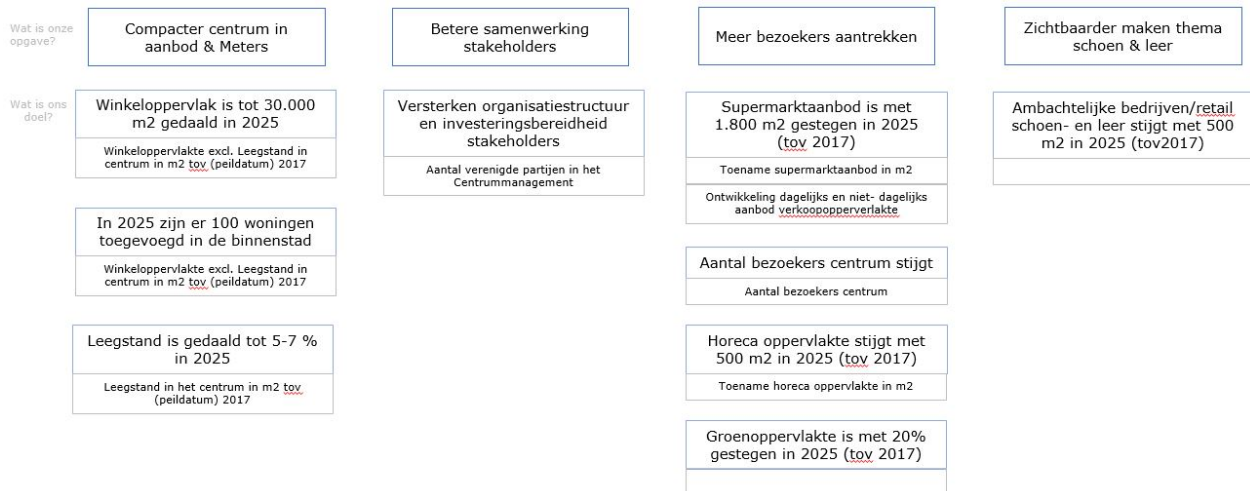 Wat is onze
opgave?
Compacter centrum in
aanbod & Meters
Betere samenwerking
stakeholders
Meer bezoekers aantrekken
Zichtbaarder maken thema
schoen & leer
Wat is ons
doel?
Winkeloppervlak is tot 30.000
m2 gedaald in 2025
Winkeloppervlakte excl. Leegstand in
centrum in m2 tov (peildatum) 2017
In 2025 zijn er 100 woningen
toegevoegd in de binnenstad
Winkeloppervlakte excl. Leegstand in
centrum in m2 tov (peildatum) 2017
Leegstand is gedaald tot 5-7 %
in 2025
Leegstand in het centrum in m2 tov
(peildatum) 2017
Versterken organisatiestructuur
en investeringsbereidheid
stakeholders
Aantal verenigde partijen in het
Centrummanagement
Supermarktaanbod is met
1.800 m2 gestegen in 2025
(tov 2017)
Toename supermarktaanbod in m2
Ontwikkeling dagelijks en niet- dagelijks
aanbod verkoopopperverlakte
Aantal bezoekers centrum stijgt
Aantal bezoekers centrum
Horeca oppervlakte stijgt met
500 m2 in 2025 (tov 2017)
Toename horeca oppervlakte in m2
Groenoppervlakte is met 20%
gestegen in 2025 (tov 2017)
Ambachtelijke bedrijven/retail
schoen- en leer stijgt met 500
m2 in 2025 (tov2017)